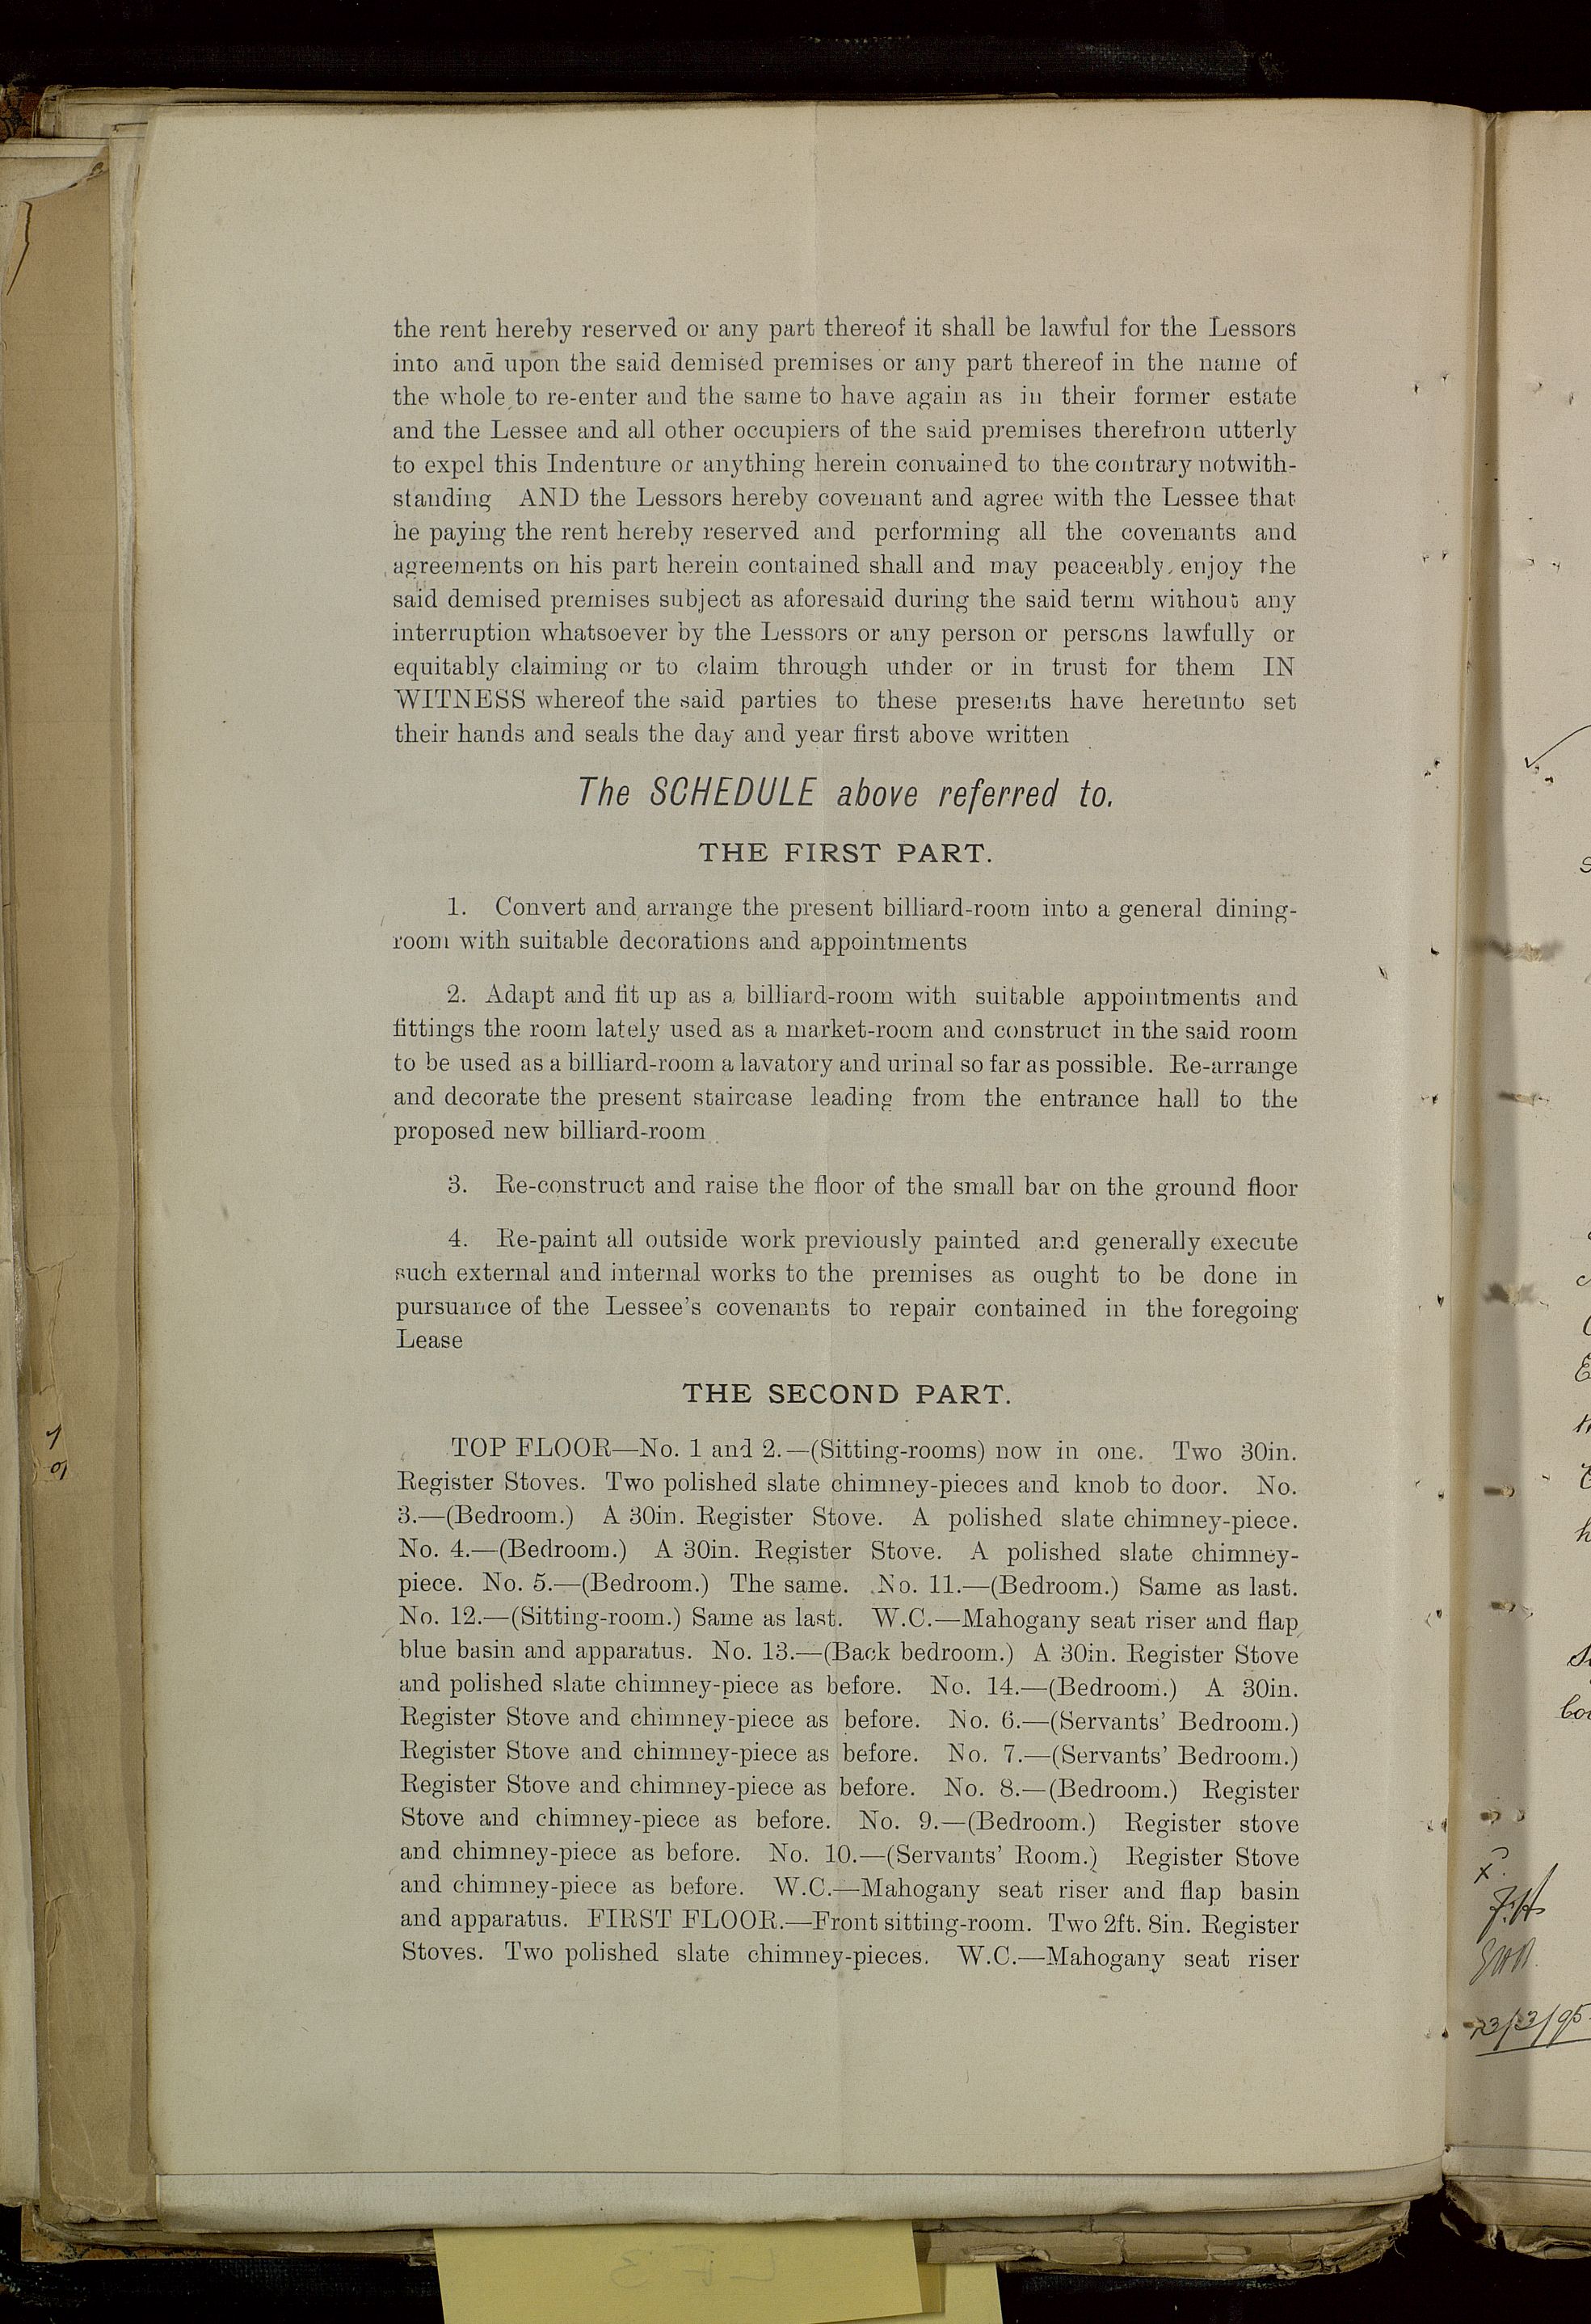 the rent hereby reserved or any part thereof it shall be lawful for the Lessors
into and upon the said demised premises or any part thereof in the name of
the whole to re-enter and the same to have again as in their former estate
and the Lessee and all other occupiers of the said premises therefrom utterly
to expel this Indenture or anything herein contained to the contrary notwith-
standing AND the Lessors hereby covenant and agree with the Lessee that
he paying the rent hereby reserved and performing all the covenants and
agreements on his part herein contained shall and may peaceably enjoy the
said demised premises subject as aforesaid during the said term without any
interruption whatsoever by the Lessors or any person or persons lawfully or
equitably claiming or to claim through under or in trust for them IN
WITNESS whereof the said parties to these presents have hereunto set
their hands and seals the day and year first above written
The SCHEDULE above referred to.
THE FIRST PART.
1. Convert and arrange the present billiard-room into a general dining-
room with suitable decorations and appointments
2. Adapt and fit up as a billiard-room with suitable appointments and
fittings the room lately used as a market-room and construct in the said room
to be used as a billiard-room a lavatory and urinal so far as possible. Re-arrange
and decorate the present staircase leading from the entrance hall to the
proposed new billiard-room
3. Re-construct and raise the floor of the small bar on the ground floor
4. Re-paint all outside work previously painted and generally execute
such external and internal works to the premises as ought to be done in
pursuance of the Lessee's covenants to repair contained in the foregoing
Lease
THE SECOND PART.
TOP FLOOR—No. 1 and 2.—(Sitting-rooms) now in one. Two 30in.
Register Stoves. Two polished slate chimney-pieces and knob to door. No.
3.—(Bedroom.) A 30in. Register Stove. A polished slate chimney-piece.
No. 4.—(Bedroom.) A 30in. Register Stove. A polished slate chimney-
piece. No. 5.—(Bedroom.) The same. No. 11.—(Bedroom.) Same as last.
No. 12.—(Sitting-room.) Same as last. W.C.—Mahogany seat riser and flap
blue basin and apparatus. No. 13.—(Back bedroom.) A 30in. Register Stove
and polished slate chimney-piece as before. No. 14.—(Bedroom.) A 30in.
Register Stove and chimney-piece as before. No. 6.—(Servants' Bedroom.)
Register Stove and chimney-piece as before. No. 7.—(Servants' Bedroom.)
Register Stove and chimney-piece as before. No. 8.—(Bedroom.) Register
Stove and chimney-piece as before. No. 9.—(Bedroom.) Register stove
and chimney-piece as before. No. 10.—(Servants' Room.) Register Stove
and chimney-piece as before. W.C.—Mahogany seat riser and flap basin
and apparatus. FIRST FLOOR.—Front sitting-room. Two 2ft. 8in. Register
Stoves. Two polished slate chimney-pieces. W.C.—Mahogany seat riser
23/3/95